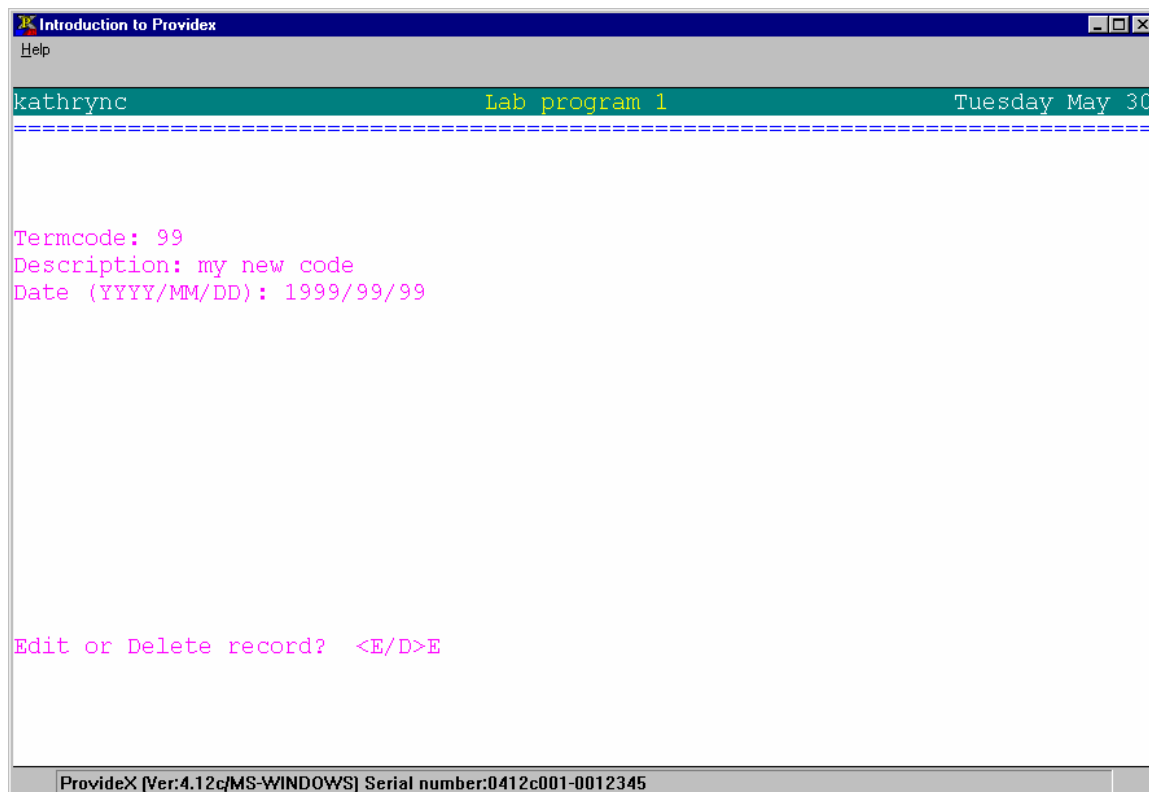 Introduction to Providex
Help
kathrync Lab program 1 Tuesday May 30
================================================================================
Termcode: 99
Description: my new code
Date (YYYY/MM/DD): 1999/99/99
Edit or Delete record? <E/D>E
ProvideX [Ver:4.12c/MS-WINDOWS] Serial number:0412c001-0012345